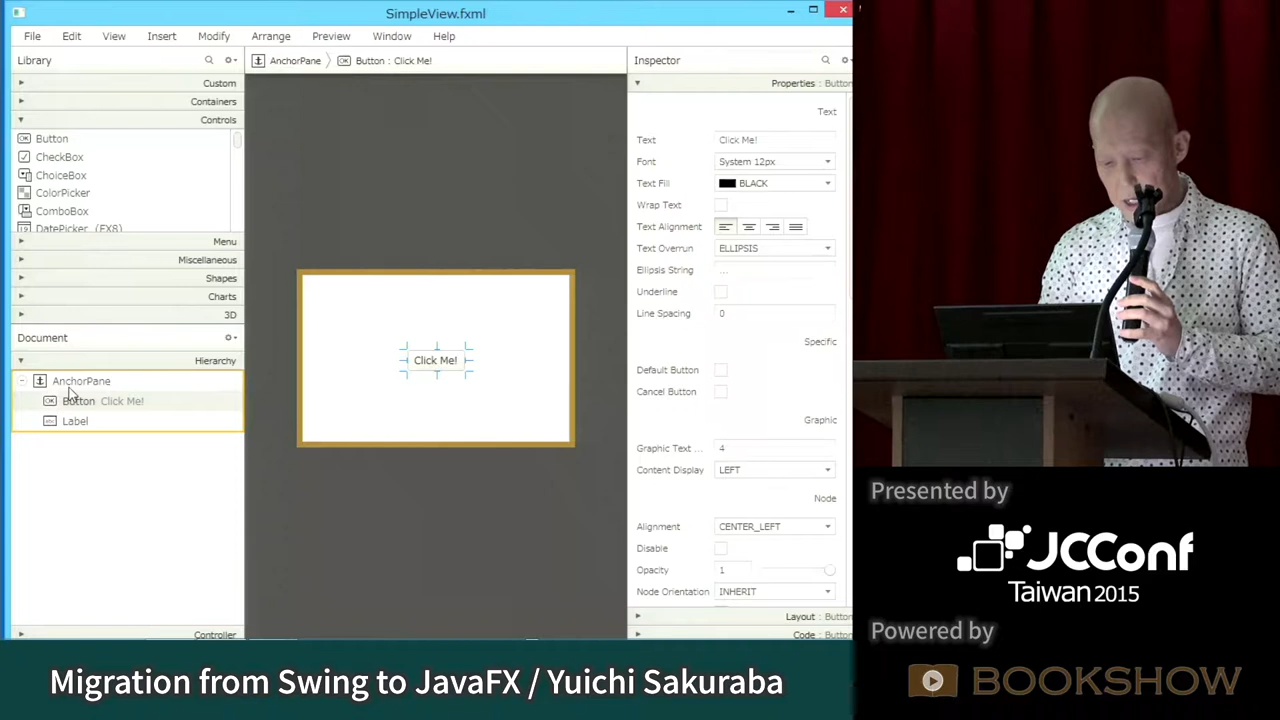 SimpleView.fxml
File Edit View Insert Modify Arrange Preview Window Help
Library
Custom
Containers
Controls
Button
CheckBox
ChoiceBox
ColorPicker
ComboBox
DatePicker (FX8)
Menu
Miscellaneous
Shapes
Charts
3D
Document
Hierarchy
AnchorPane
Button Click Me!
Label
Controller
AnchorPane Button : Click Me!
Click Me!
Inspector
Properties : Button
Text
Text Click Me!
Font System 12px
Text Fill BLACK
Wrap Text
Text Alignment
Text Overrun ELLIPSIS
Ellipsis String ...
Underline
Line Spacing 0
Specific
Default Button
Cancel Button
Graphic
Graphic Text ... 4
Content Display LEFT
Node
Alignment CENTER_LEFT
Disable
Opacity 1
Node Orientation INHERIT
Layout : Button
Code : Button
Presented by
JCConf
Taiwan 2015
Powered by
BOOKSHOW
Migration from Swing to JavaFX / Yuichi Sakuraba